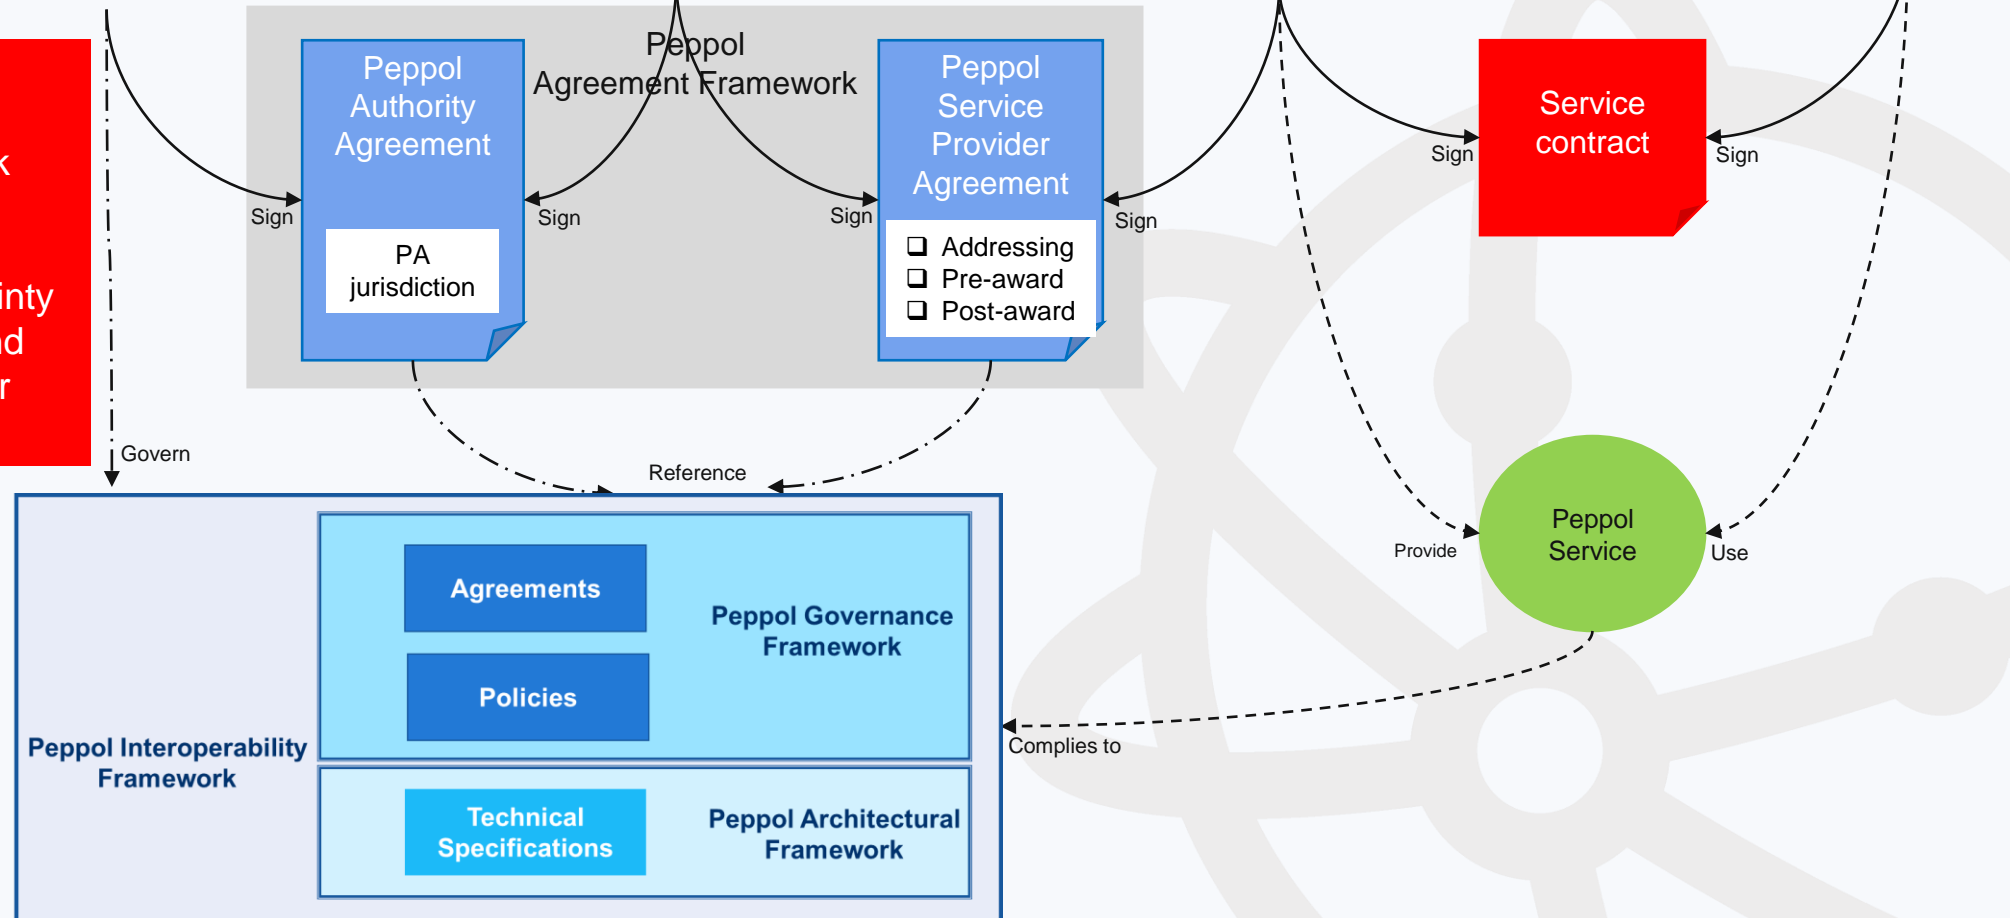 Peppol
Agreement Framework
Peppol
Authority
Agreement
PA
jurisdiction
Peppol
Service
Provider
Agreement
❑ Addressing
❑ Pre-award
❑ Post-award
Service
contract
Sign
Sign
Sign
Sign
Sign
Sign
nd
r
Govern
Reference
Provide
Use
Peppol
Service
Complies to
Agreements
Policies
Peppol Governance
Framework
Peppol Interoperability
Framework
Technical
Specifications
Peppol Architectural
Framework